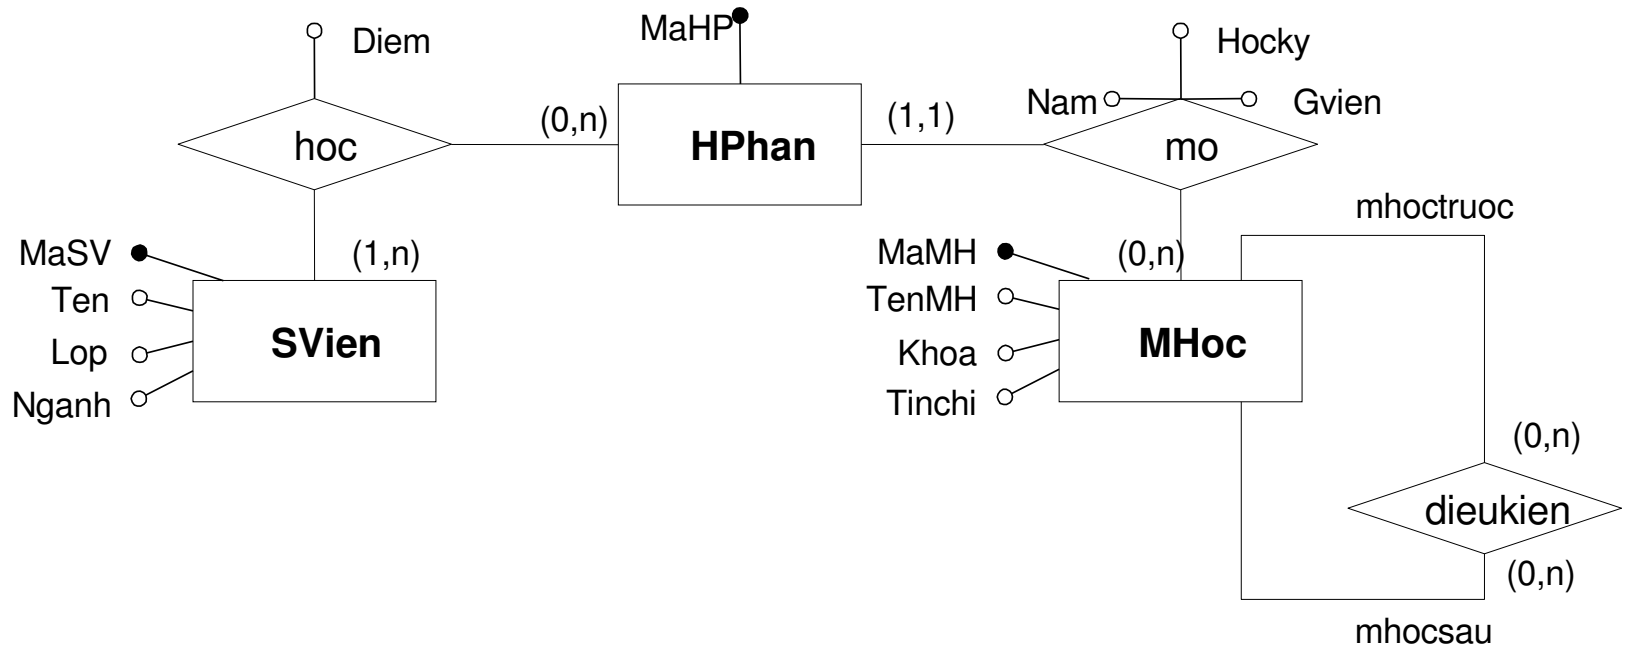 Diem
MaHP
Hocky
Nam
Gvien
hoc
(0,n)
HPhan
(1,1)
mo
mhoctruoc
MaSV
(1,n)
MaMH
(0,n)
Ten
TenMH
SVien
MHoc
Lop
Khoa
Nganh
Tinchi
(0,n)
dieukien
(0,n)
mhocsau